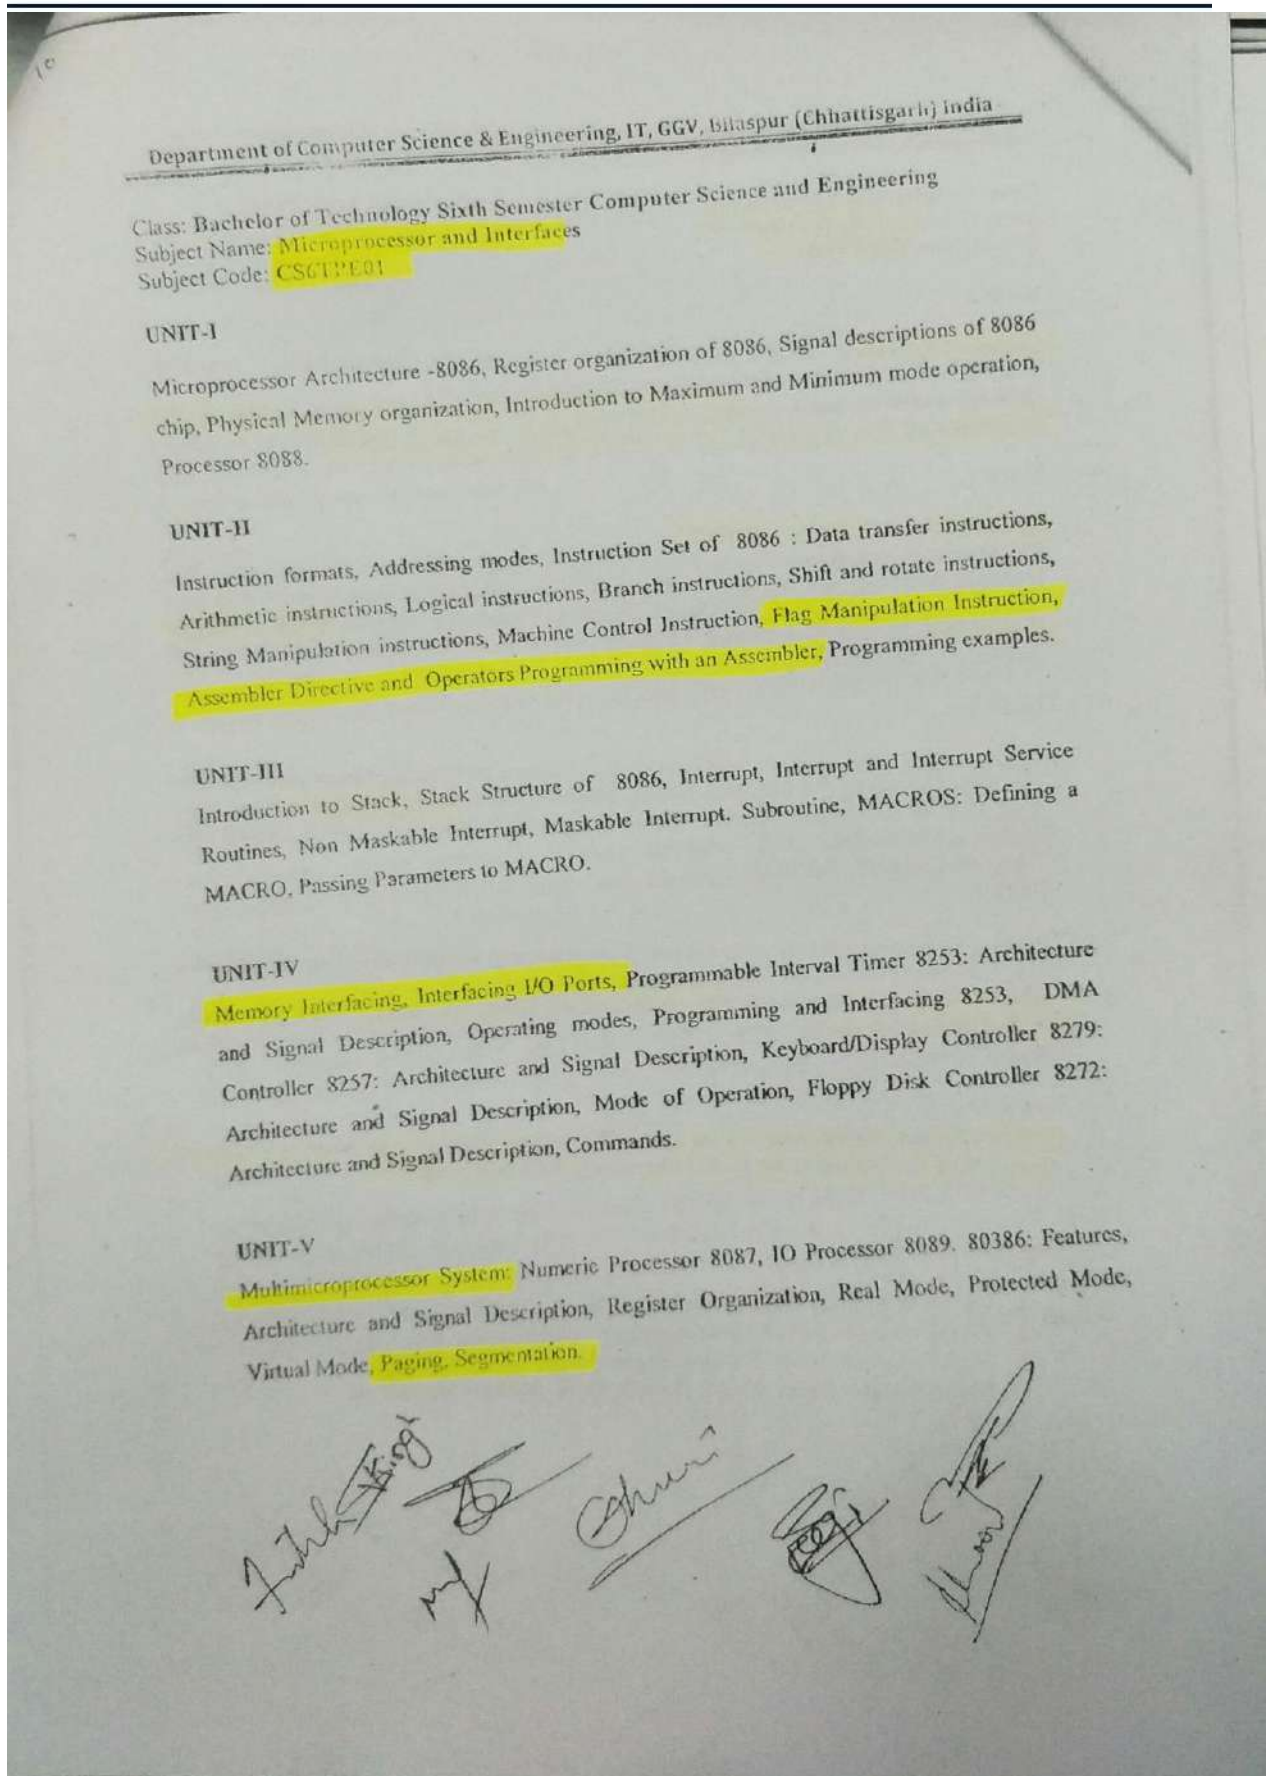 10
Department of Computer Science & Engineering, IT, GGV, Bilaspur (Chhattisgarh) India
Class: Bachelor of Technology Sixth Semester Computer Science and Engineering
Subject Name: Microprocessor and Interfaces
Subject Code: CS6TPE01
UNIT-I
Microprocessor Architecture -8086, Register organization of 8086, Signal descriptions of 8086
chip, Physical Memory organization, Introduction to Maximum and Minimum mode operation,
Processor 8088.
UNIT-II
Instruction formats, Addressing modes, Instruction Set of 8086 : Data transfer instructions,
Arithmetic instructions, Logical instructions, Branch instructions, Shift and rotate instructions,
String Manipulation instructions, Machine Control Instruction, Flag Manipulation Instruction,
Assembler Directive and Operators Programming with an Assembler, Programming examples.
UNIT-III
Introduction to Stack, Stack Structure of 8086, Interrupt, Interrupt and Interrupt Service
Routines, Non Maskable Interrupt, Maskable Interrupt. Subroutine, MACROS: Defining a
MACRO, Passing Parameters to MACRO.
UNIT-IV
Memory Interfacing, Interfacing I/O Ports, Programmable Interval Timer 8253: Architecture
and Signal Description, Operating modes, Programming and Interfacing 8253, DMA
Controller 8257: Architecture and Signal Description, Keyboard/Display Controller 8279:
Architecture and Signal Description, Mode of Operation, Floppy Disk Controller 8272:
Architecture and Signal Description, Commands.
UNIT-V
Multimicroprocessor System: Numeric Processor 8087, IO Processor 8089. 80386: Features,
Architecture and Signal Description, Register Organization, Real Mode, Protected Mode,
Virtual Mode, Paging, Segmentation.